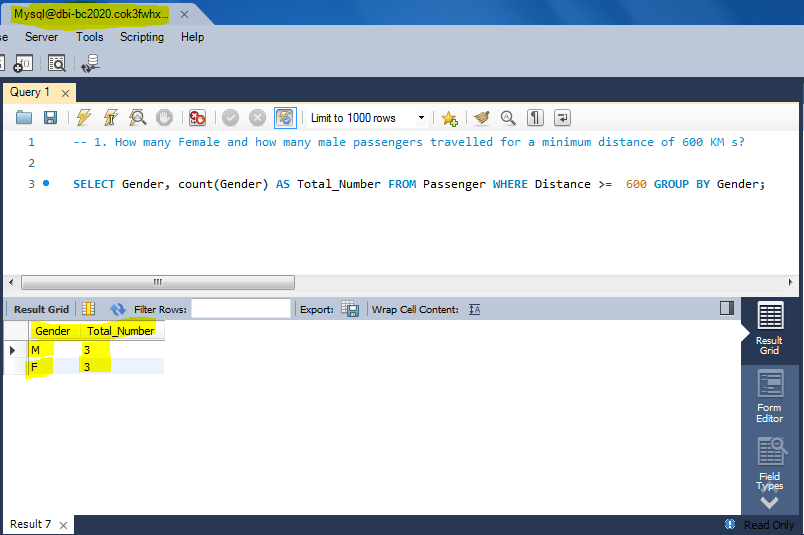 Mysql@dbi-bc2020.cok3fwhx...
se Server Tools Scripting Help
Query 1
Limit to 1000 rows
1 -- 1. How many Female and how many male passengers travelled for a minimum distance of 600 KM s?
2
3 SELECT Gender, count(Gender) AS Total_Number FROM Passenger WHERE Distance >=  600 GROUP BY Gender;
Result Grid Filter Rows: Export: Wrap Cell Content:
Gender Total_Number
M 3
F 3
Result
Grid
Form
Editor
Field
Types
Result 7
Read Only